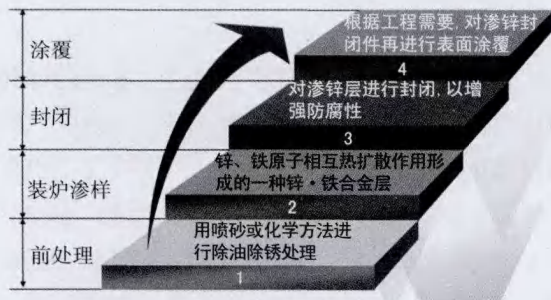 涂覆
根据工程需要,对渗锌封
闭件再进行表面涂覆
4
封闭
对渗锌层进行封闭,以增
强防腐性
3
装炉渗样
锌、铁原子相互热扩散作用形
成的一种锌·铁合金层
2
前处理
用喷砂或化学方法进
行除油除锈处理
1